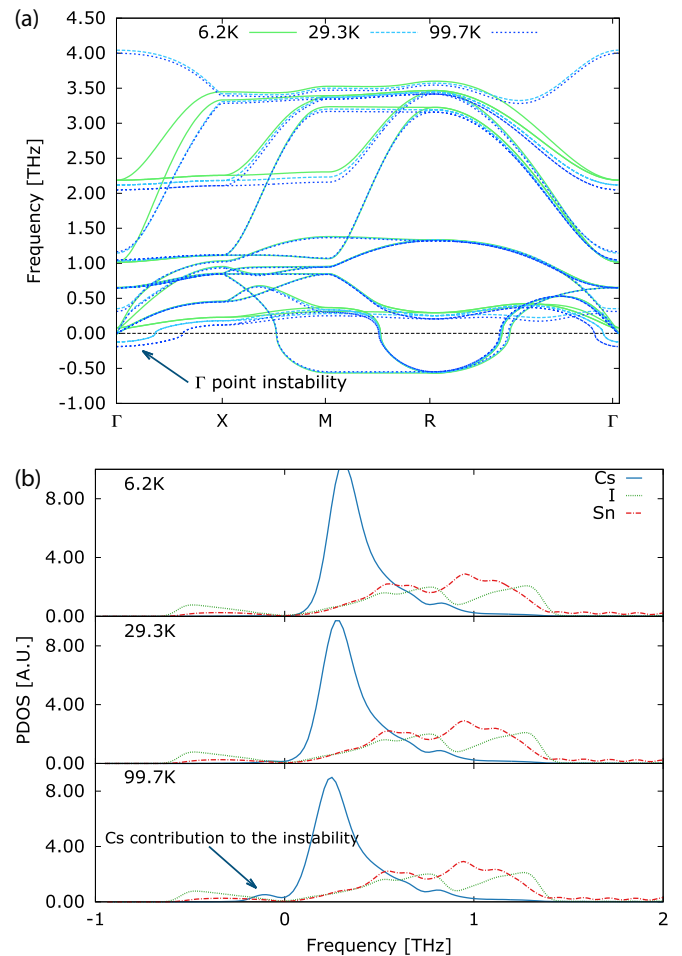 (a)
6.2K 29.3K 99.7K
4.50
4.00
3.50
3.00
2.50
2.00
1.50
1.00
0.50
0.00
-0.50
-1.00
Frequency [THz]
Γ point instability
Γ X M R Γ
(b)
6.2K
Cs
I
Sn
8.00
4.00
0.00
29.3K
8.00
4.00
0.00
PDOS [A.U.]
99.7K
8.00
Cs contribution to the instability
4.00
0.00
-1 0 1 2
Frequency [THz]